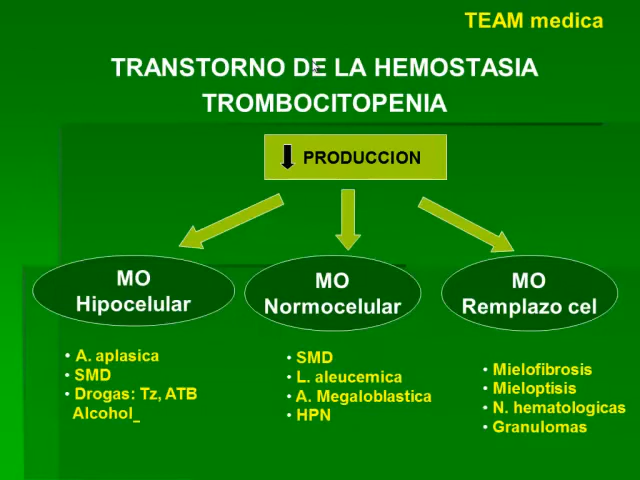 TEAM medica
TRANSTORNO DE LA HEMOSTASIA
TROMBOCITOPENIA
PRODUCCION
MO
Hipocelular
MO
Normocelular
MO
Remplazo cel
• A. aplasica
• SMD
• Drogas: Tz, ATB
Alcohol_
• SMD
• L. aleucemica
• A. Megaloblastica
• HPN
• Mielofibrosis
• Mieloptisis
• N. hematologicas
• Granulomas